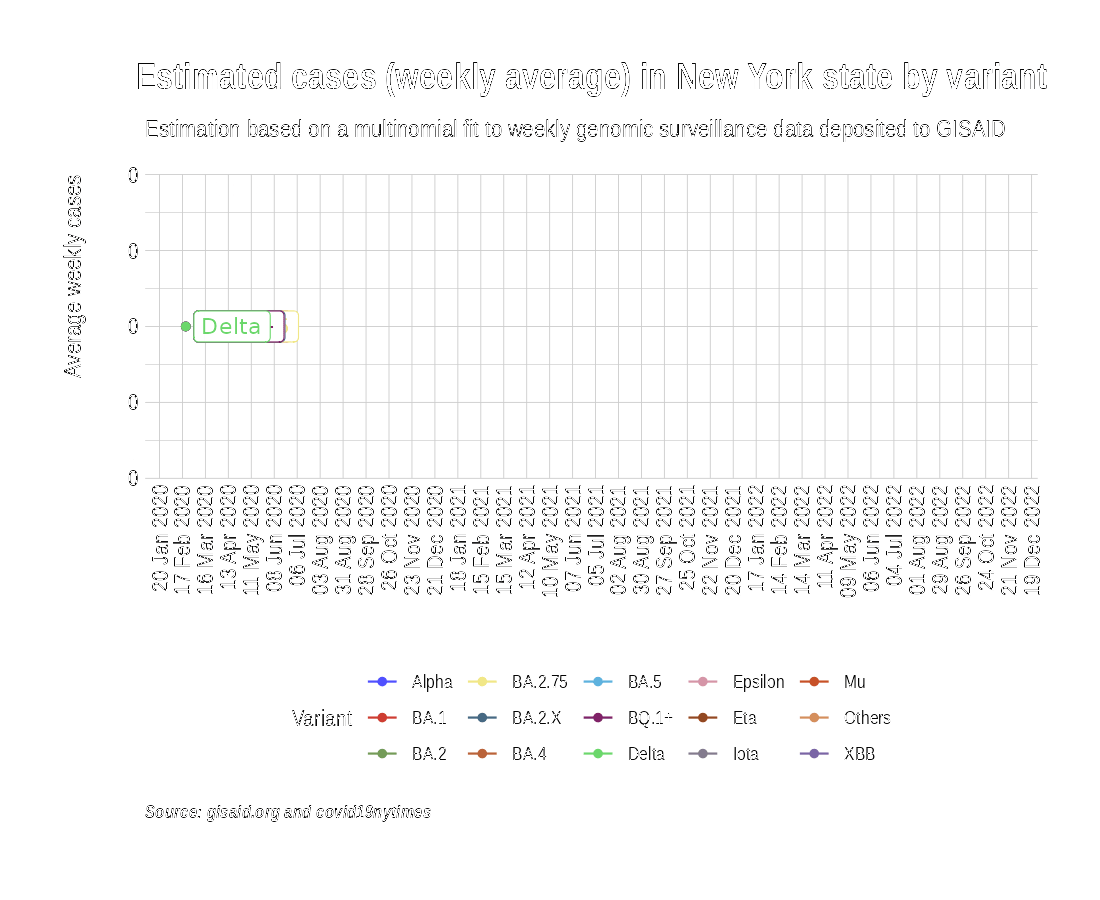 Estimated cases (weekly average) in New York state by variant
Estimation based on a multinomial fit to weekly genomic surveillance data deposited to GISAID
Average weekly cases
0
0
0
0
0
Delta
20 Jan 2020
17 Feb 2020
16 Mar 2020
13 Apr 2020
11 May 2020
08 Jun 2020
06 Jul 2020
03 Aug 2020
31 Aug 2020
28 Sep 2020
26 Oct 2020
23 Nov 2020
21 Dec 2020
18 Jan 2021
15 Feb 2021
15 Mar 2021
12 Apr 2021
10 May 2021
07 Jun 2021
05 Jul 2021
02 Aug 2021
30 Aug 2021
27 Sep 2021
25 Oct 2021
22 Nov 2021
20 Dec 2021
17 Jan 2022
14 Feb 2022
14 Mar 2022
11 Apr 2022
09 May 2022
06 Jun 2022
04 Jul 2022
01 Aug 2022
29 Aug 2022
26 Sep 2022
24 Oct 2022
21 Nov 2022
19 Dec 2022
Variant
Alpha
BA.1
BA.2
BA.2.75
BA.2.X
BA.4
BA.5
BQ.1+
Delta
Epsilon
Eta
Iota
Mu
Others
XBB
Source: gisaid.org and covid19nytimes